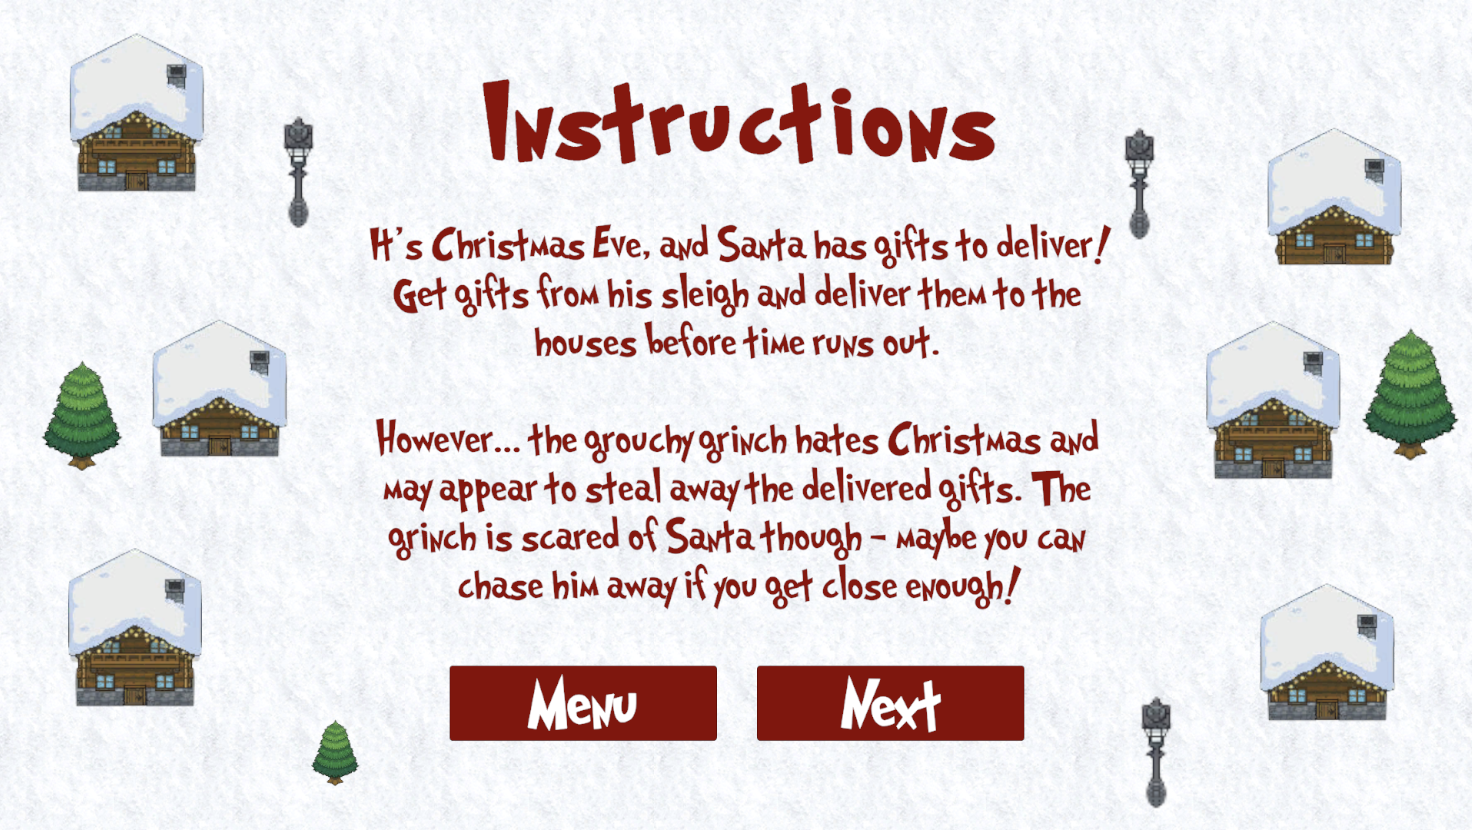 Instructions
It's Christmas Eve, and Santa has gifts to deliver!
Get gifts from his sleigh and deliver them to the
houses before time runs out.
However... the grouchy grinch hates Christmas and
may appear to steal away the delivered gifts. The
grinch is scared of Santa though - maybe you can
chase him away if you get close enough!
Menu
Next